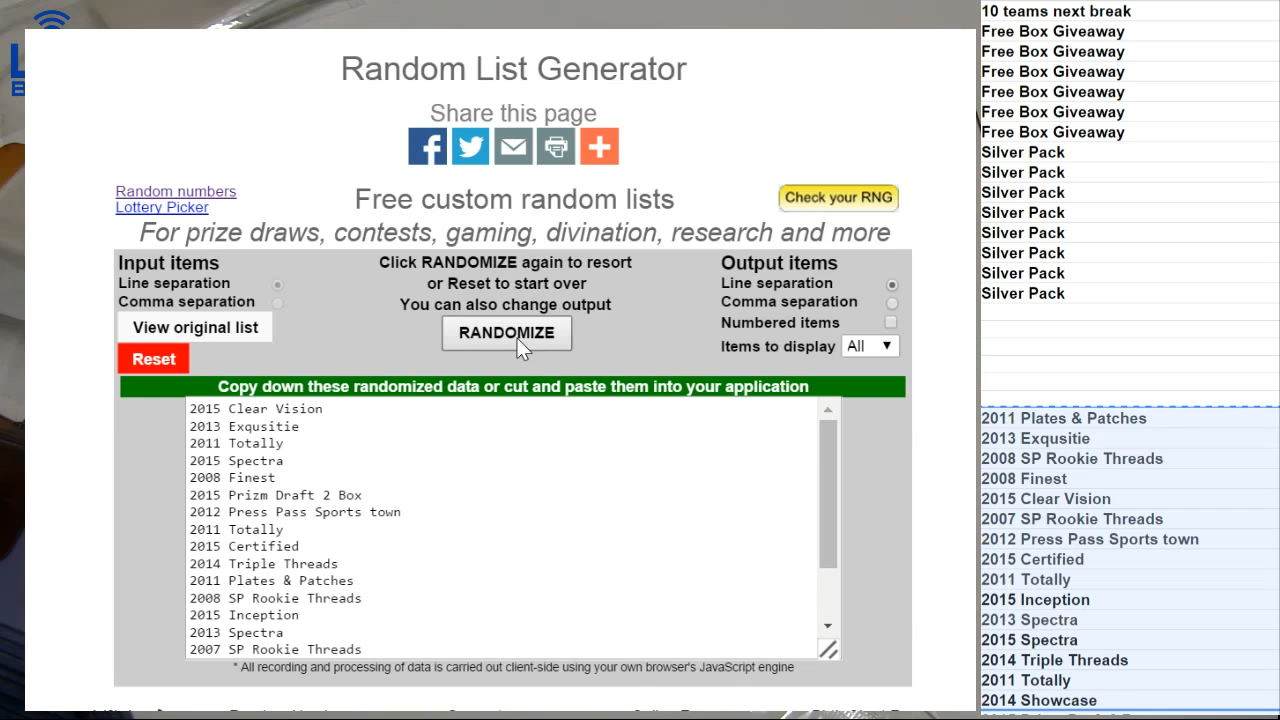 Random List Generator
Share this page
Random numbers
Lottery Picker
Free custom random lists
Check your RNG
For prize draws, contests, gaming, divination, research and more
Input items
Line separation
Comma separation
View original list
Reset
Click RANDOMIZE again to resort
or Reset to start over
You can also change output
RANDOMIZE
Output items
Line separation
Comma separation
Numbered items
Items to display All
Copy down these randomized data or cut and paste them into your application
2015 Clear Vision
2013 Exqusitie
2011 Totally
2015 Spectra
2008 Finest
2015 Prizm Draft 2 Box
2012 Press Pass Sports town
2011 Totally
2015 Certified
2014 Triple Threads
2011 Plates & Patches
2008 SP Rookie Threads
2015 Inception
2013 Spectra
2007 SP Rookie Threads
* All recording and processing of data is carried out client-side using your own browser's JavaScript engine
10 teams next break
Free Box Giveaway
Free Box Giveaway
Free Box Giveaway
Free Box Giveaway
Free Box Giveaway
Free Box Giveaway
Silver Pack
Silver Pack
Silver Pack
Silver Pack
Silver Pack
Silver Pack
Silver Pack
Silver Pack
2011 Plates & Patches
2013 Exqusitie
2008 SP Rookie Threads
2008 Finest
2015 Clear Vision
2007 SP Rookie Threads
2012 Press Pass Sports town
2015 Certified
2011 Totally
2015 Inception
2013 Spectra
2015 Spectra
2014 Triple Threads
2011 Totally
2014 Showcase